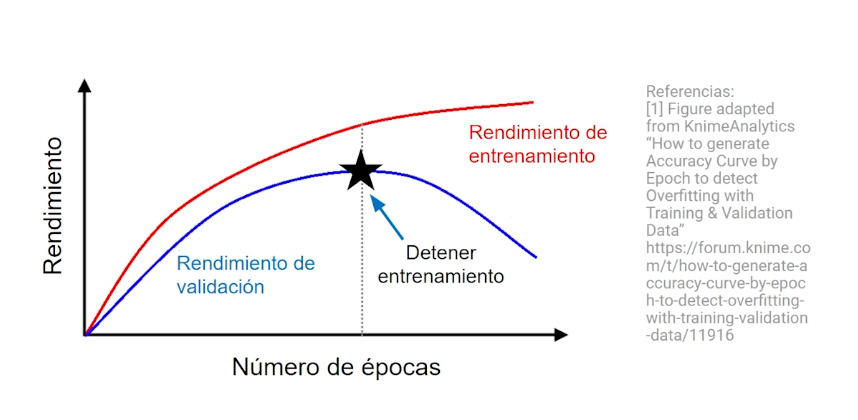 Rendimiento
Rendimiento de
entrenamiento
Rendimiento de
validación
Detener
entrenamiento
Número de épocas
Referencias:
[1] Figure adapted
from KnimeAnalytics
“How to generate
Accuracy Curve by
Epoch to detect
Overfitting with
Training & Validation
Data”
https://forum.knime.co
m/t/how-to-generate-a
ccuracy-curve-by-epoc
h-to-detect-overfitting-
with-training-validation
-data/11916